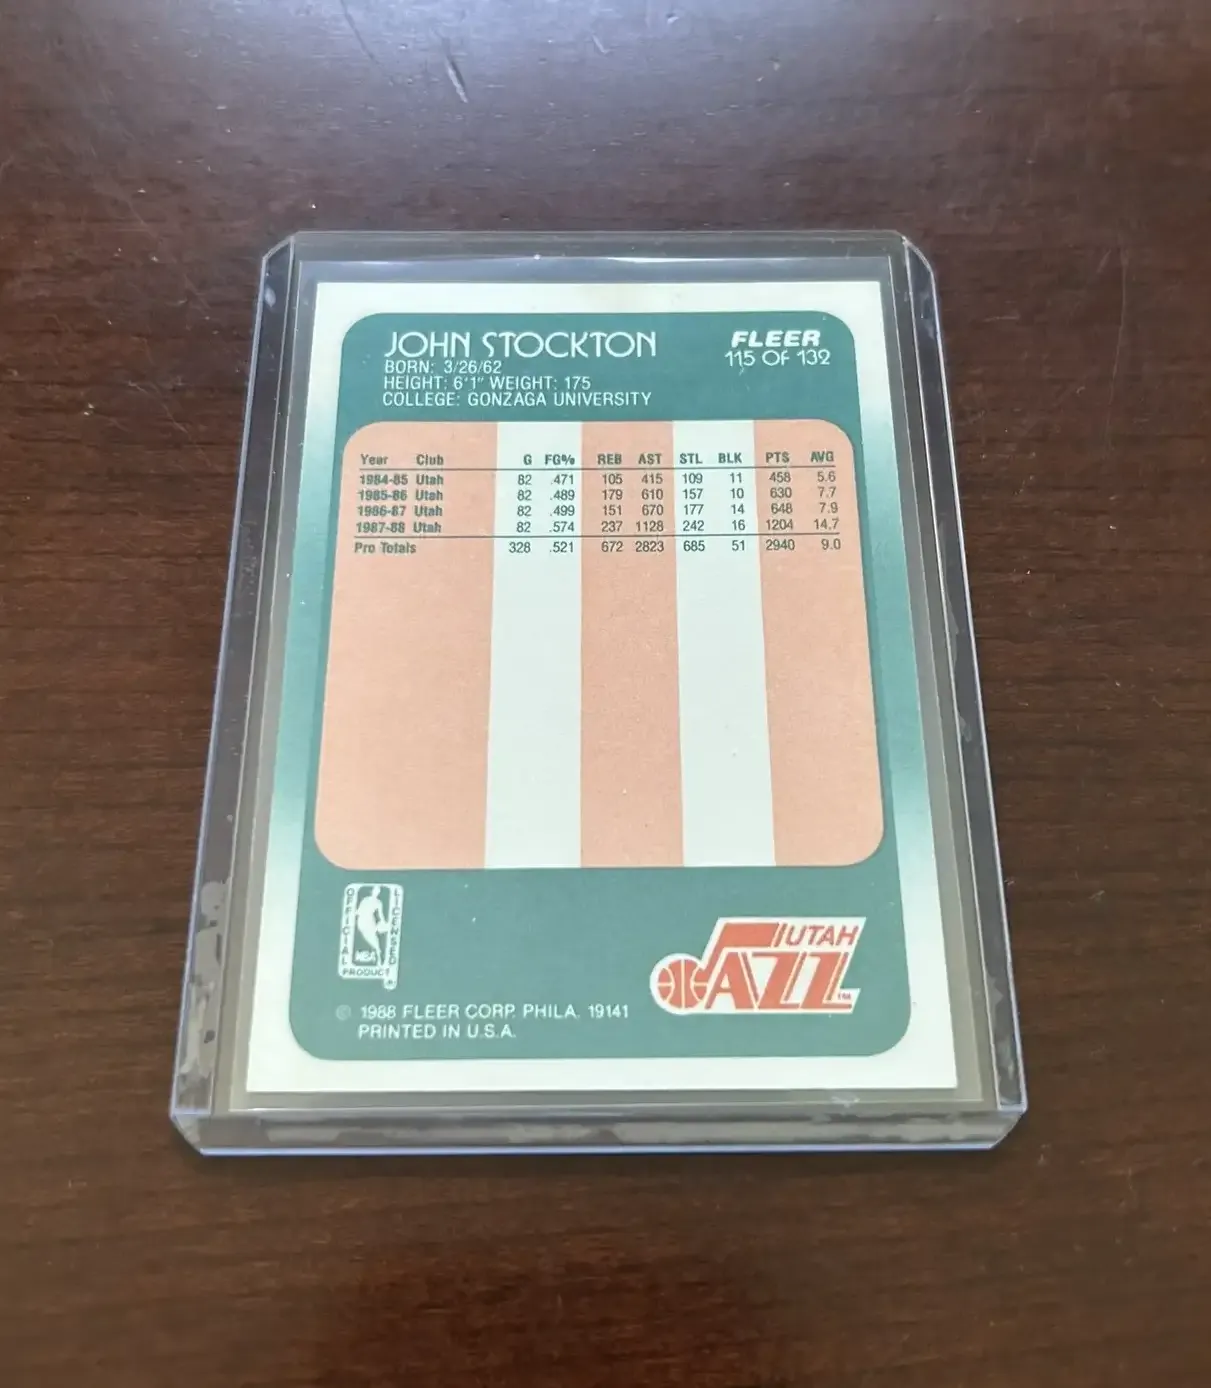 JOHN STOCKTON
BORN: 3/26/62
HEIGHT: 6'1" WEIGHT: 175
COLLEGE: GONZAGA UNIVERSITY
FLEER
115 OF 132
Year Club G FG% REB AST STL BLK PTS AVG
1984-85 Utah 82 .471 105 415 109 11 458 5.6
1985-86 Utah 82 .489 179 610 157 10 630 7.7
1986-87 Utah 82 .499 151 670 177 14 648 7.9
1987-88 Utah 82 .574 237 1128 242 16 1204 14.7
Pro Totals 328 .521 672 2823 685 51 2940 9.0
OFFICIAL
LICENSED
NBA
PRODUCT ®
UTAH
JAZZ TM
© 1988 FLEER CORP. PHILA. 19141
PRINTED IN U.S.A.